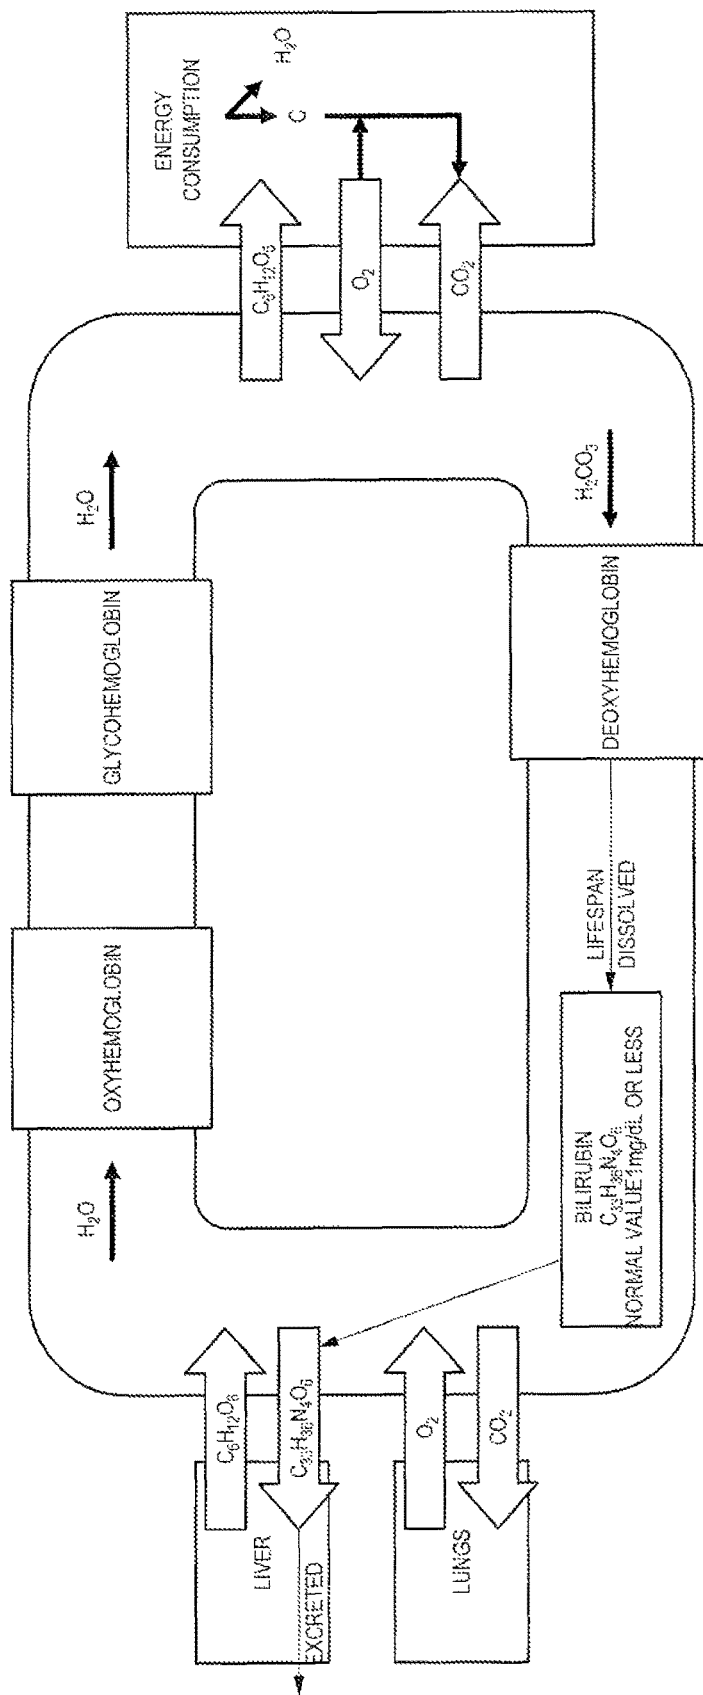 ENERGY
CONSUMPTION
H₂O
C
C₆H₁₂O₆
O₂
CO₂
H₂O
GLYCOHEMOGLOBIN
OXYHEMOGLOBIN
H₂O
H₂CO₃
DEOXYHEMOGLOBIN
LIFESPAN
DISSOLVED
BILIRUBIN
C₃₃H₃₆N₄O₆
NORMAL VALUE 1mg/dL OR LESS
C₆H₁₂O₆
C₃₃H₃₆N₄O₆
O₂
CO₂
LIVER
EXCRETED
LUNGS